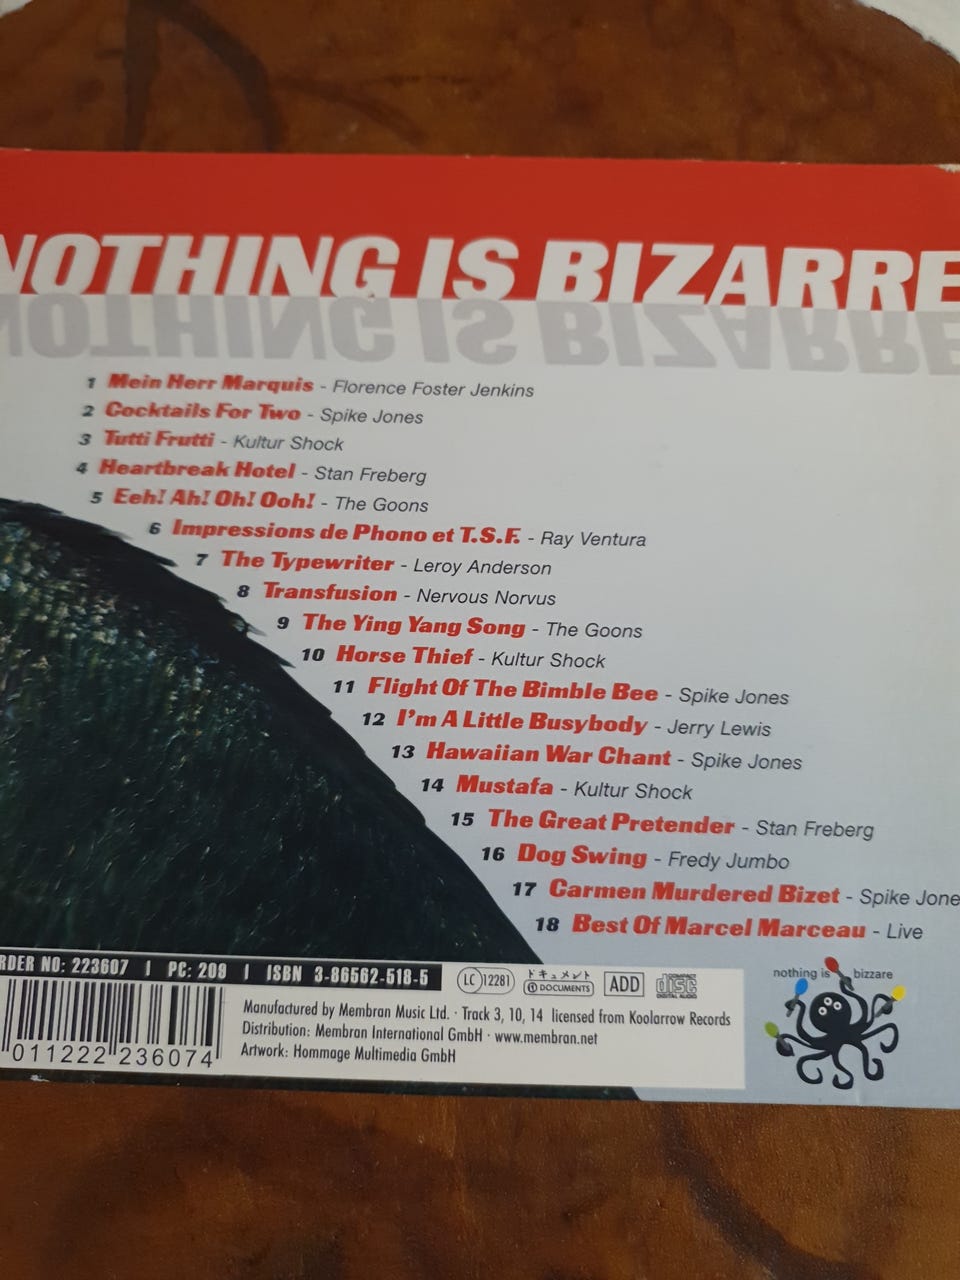 NOTHING IS BIZARRE
NOTHING IS BIZARRE
1 Mein Herr Marquis - Florence Foster Jenkins
2 Cocktails For Two - Spike Jones
3 Tutti Frutti - Kultur Shock
4 Heartbreak Hotel - Stan Freberg
5 Eeh! Ah! Oh! Ooh! - The Goons
6 Impressions de Phono et T.S.F. - Ray Ventura
7 The Typewriter - Leroy Anderson
8 Transfusion - Nervous Norvus
9 The Ying Yang Song - The Goons
10 Horse Thief - Kultur Shock
11 Flight Of The Bimble Bee - Spike Jones
12 I'm A Little Busybody - Jerry Lewis
13 Hawaiian War Chant - Spike Jones
14 Mustafa - Kultur Shock
15 The Great Pretender - Stan Freberg
16 Dog Swing - Fredy Jumbo
17 Carmen Murdered Bizet - Spike Jone
18 Best Of Marcel Marceau - Live
RDER NO: 223607 | PC: 209 | ISBN 3-86562-518-5
LC 12281
ドキュメント
DOCUMENTS
ADD
COMPACT
disc
DIGITAL AUDIO
nothing is bizzare
Manufactured by Membran Music Ltd. · Track 3, 10, 14 licensed from Koolarrow Records
Distribution: Membran International GmbH · www.membran.net
Artwork: Hommage Multimedia GmbH
011222 236074